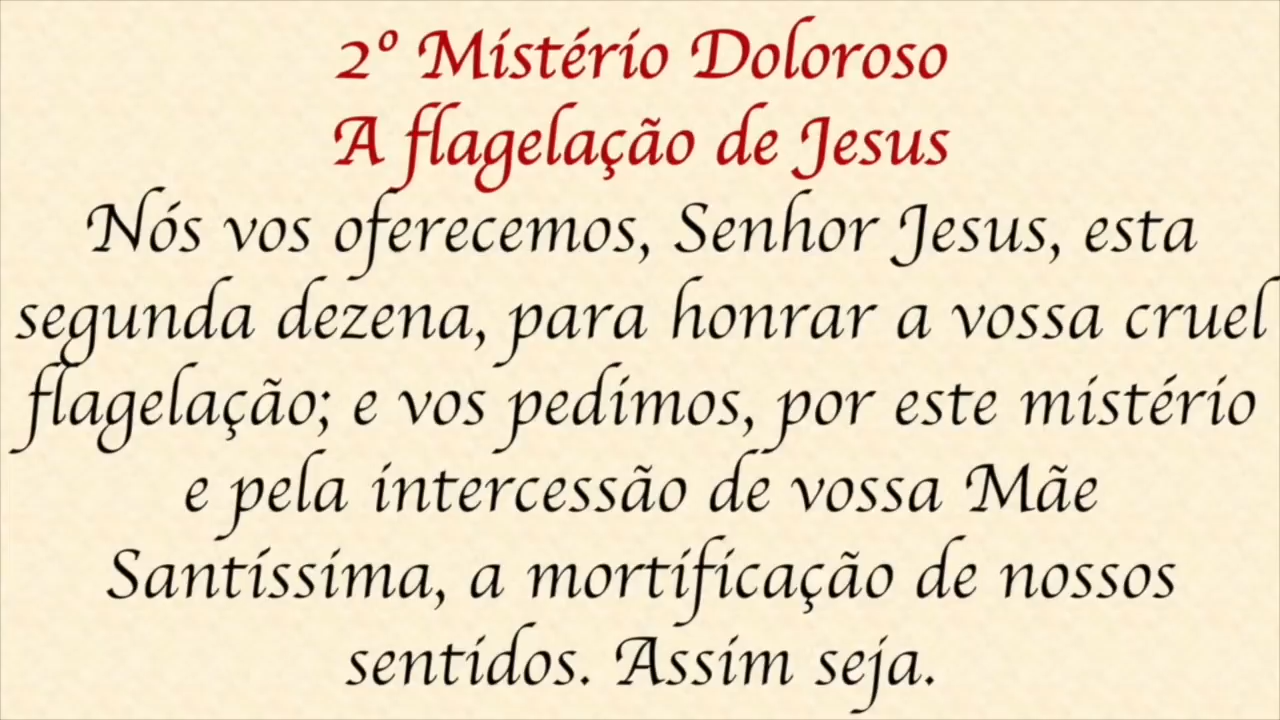 2º Mistério Doloroso
A flagelação de Jesus
Nós vos oferecemos, Senhor Jesus, esta
segunda dezena, para honrar a vossa cruel
flagelação; e vos pedimos, por este mistério
e pela intercessão de vossa Mãe
Santíssima, a mortificação de nossos
sentidos. Assim seja.